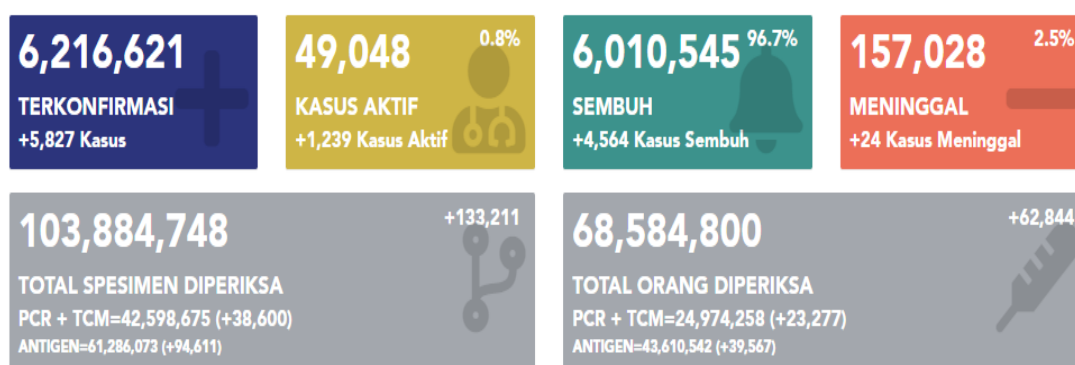 6,216,621
TERKONFIRMASI
+5,827 Kasus
49,048
0.8%
KASUS AKTIF
+1,239 Kasus Aktif
6,010,545
96.7%
SEMBUH
+4,564 Kasus Sembuh
157,028
2.5%
MENINGGAL
+24 Kasus Meninggal
103,884,748
+133,211
TOTAL SPESIMEN DIPERIKSA
PCR + TCM=42,598,675 (+38,600)
ANTIGEN=61,286,073 (+94,611)
68,584,800
+62,844
TOTAL ORANG DIPERIKSA
PCR + TCM=24,974,258 (+23,277)
ANTIGEN=43,610,542 (+39,567)